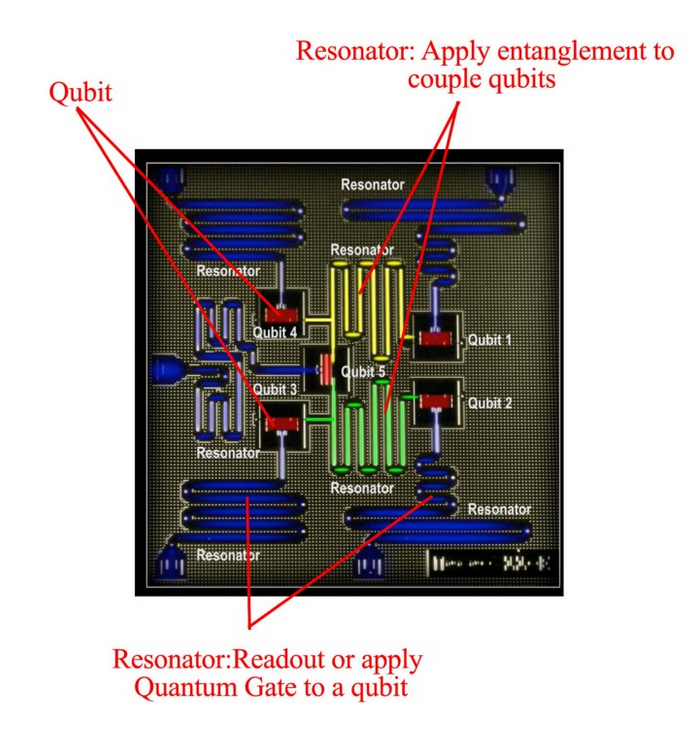 Resonator: Apply entanglement to
couple qubits
Qubit
Resonator
Resonator
Resonator
Qubit 4
Qubit 1
Qubit 5
Qubit 3
Qubit 2
Resonator
Resonator
Resonator
Resonator
Resonator:Readout or apply
Quantum Gate to a qubit